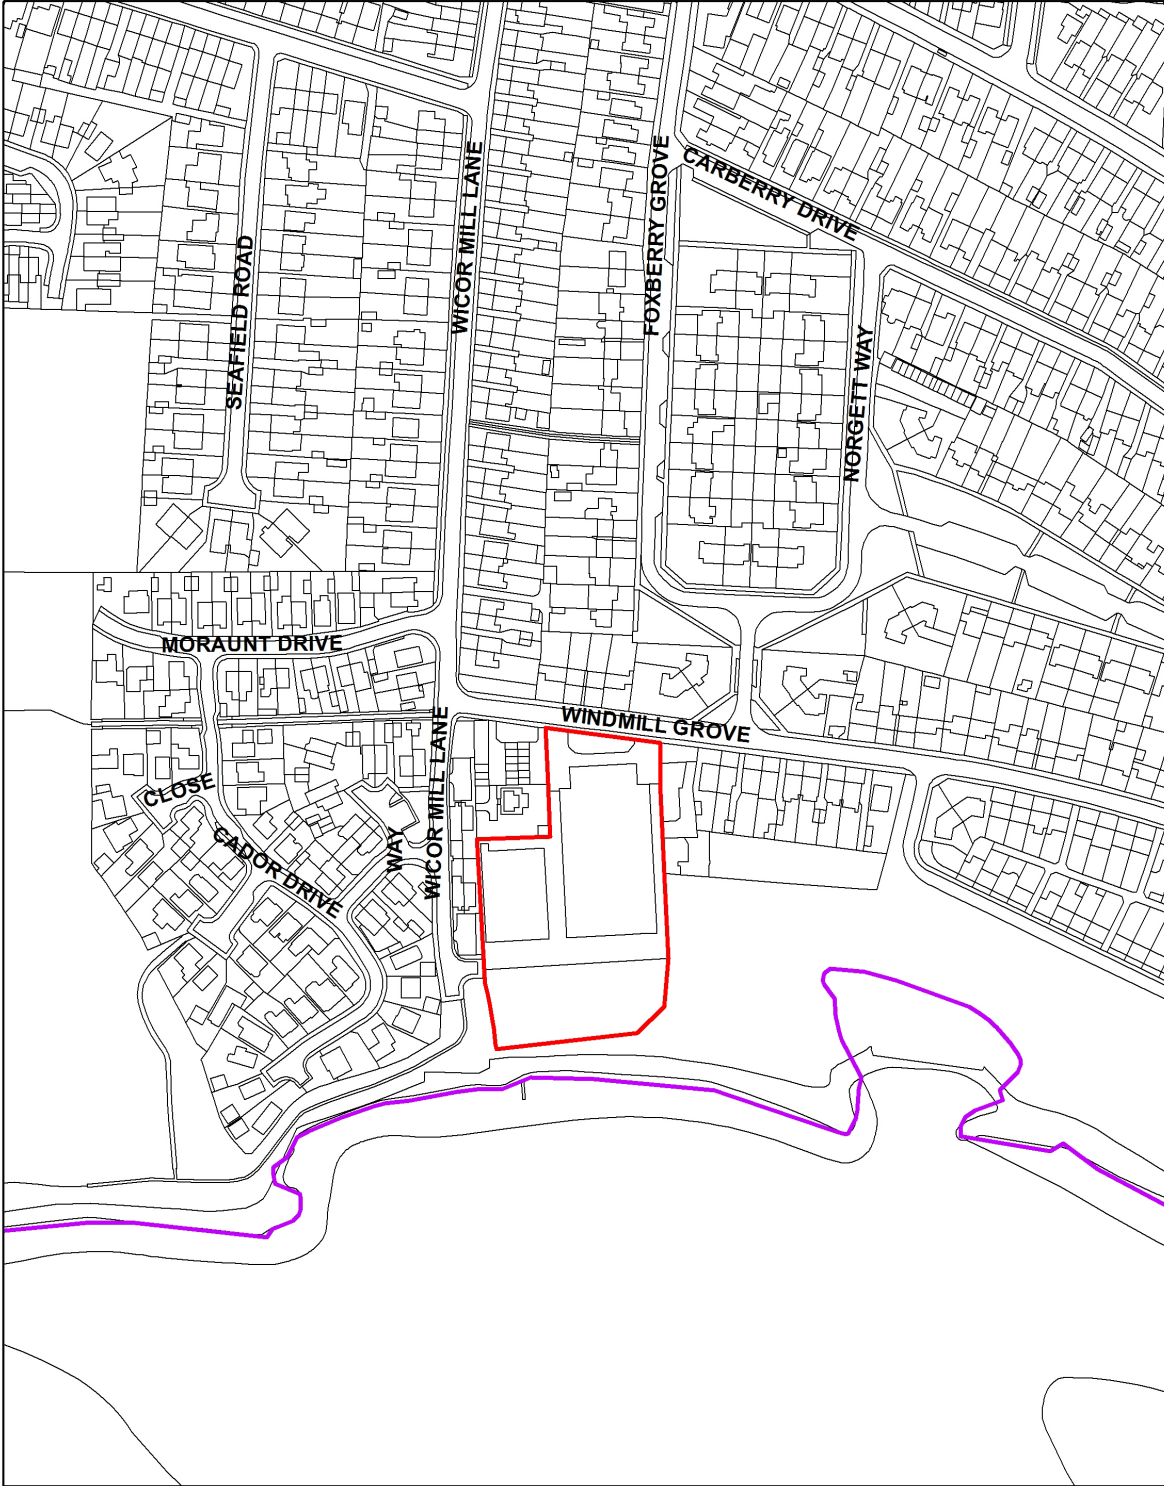 WICOR MILL LANE
FOXBERRY GROVE
CARBERRY DRIVE
SEAFIELD ROAD
NORGETT WAY
MORAUNT DRIVE
WINDMILL GROVE
WICOR MILL LANE
CLOSE
CADOR DRIVE
WAY